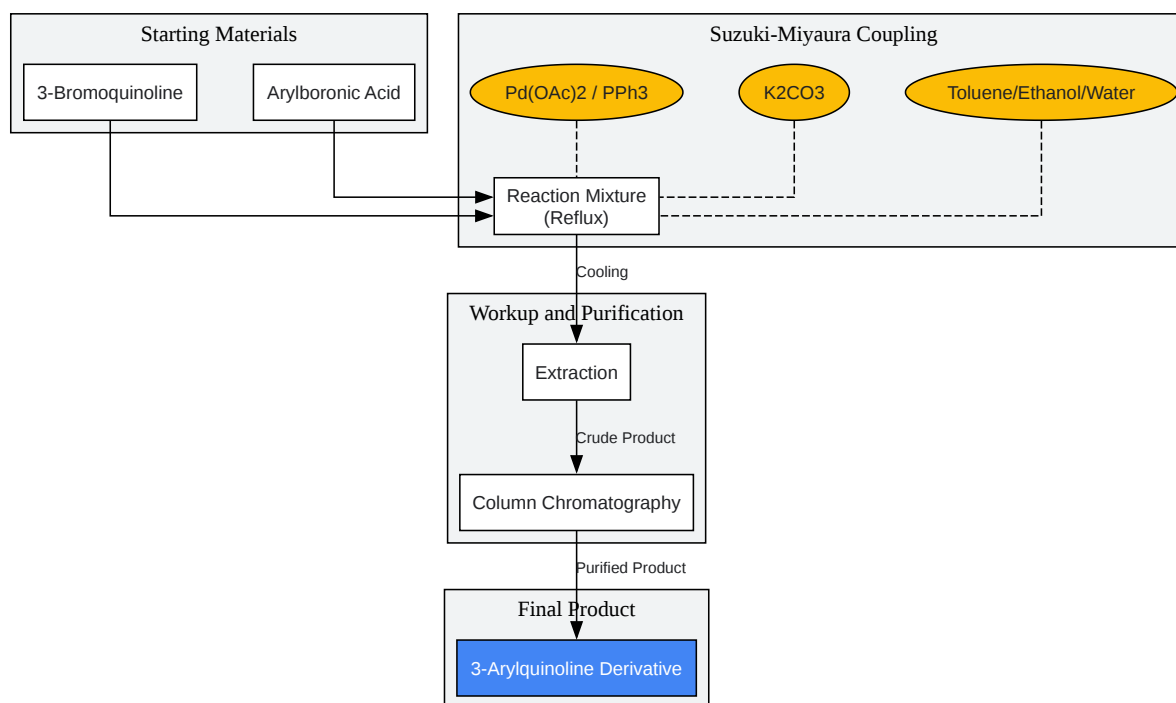 Starting Materials
Suzuki-Miyaura Coupling
3-Bromoquinoline
Arylboronic Acid
Pd(OAc)2 / PPh3
K2CO3
Toluene/Ethanol/Water
Reaction Mixture
(Reflux)
Cooling
Workup and Purification
Extraction
Crude Product
Column Chromatography
Purified Product
Final Product
3-Arylquinoline Derivative